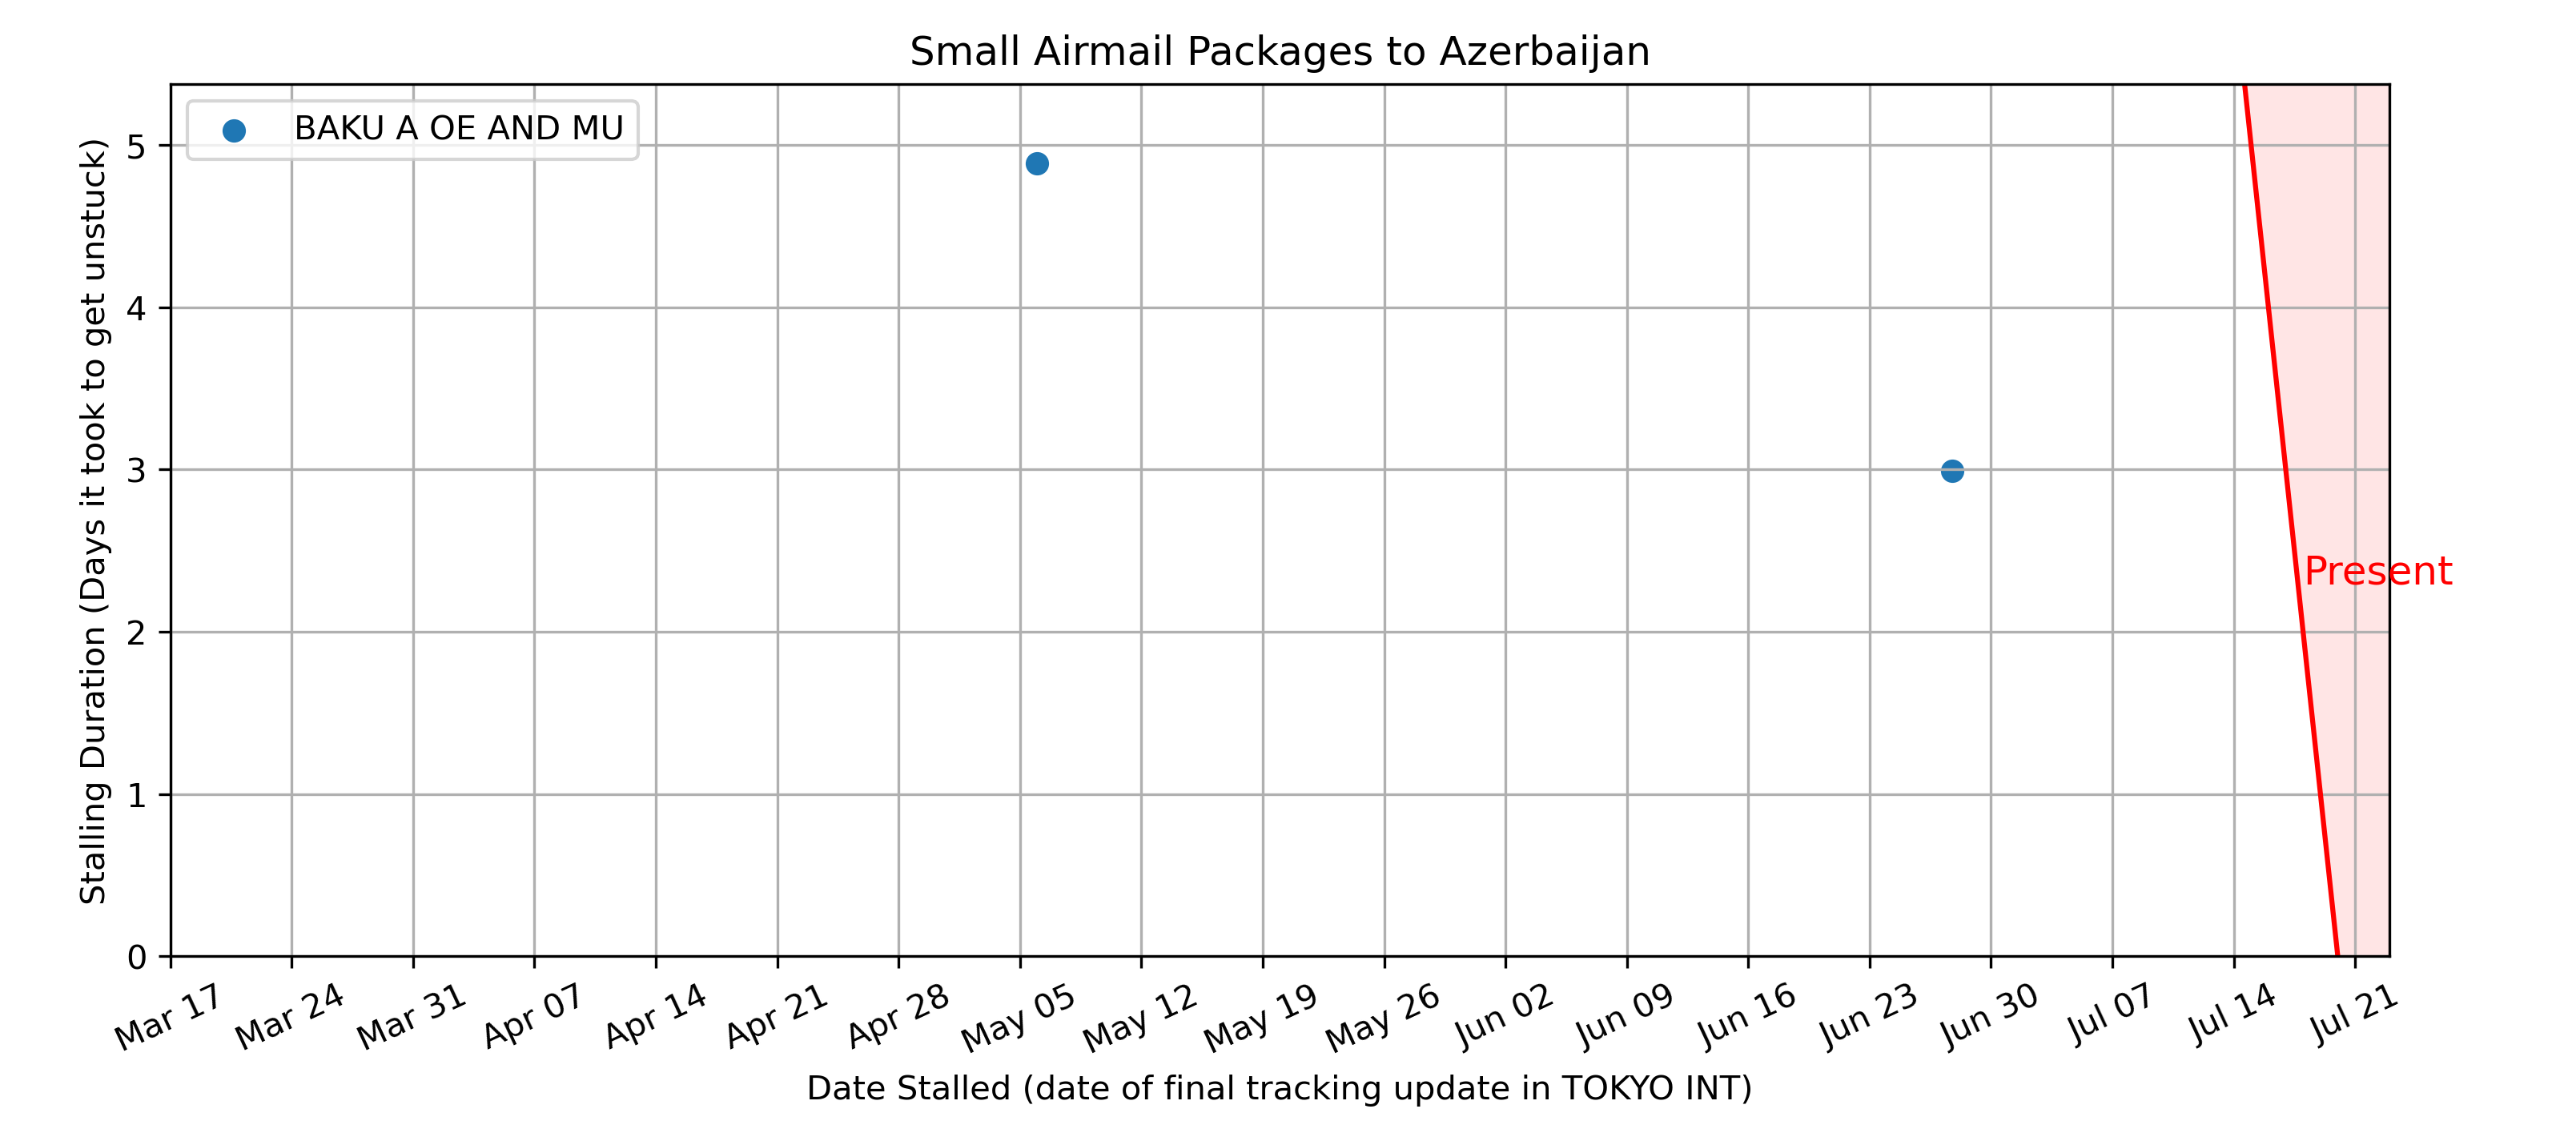 Small Airmail Packages to Azerbaijan
BAKU A OE AND MU
Stalling Duration (Days it took to get unstuck)
5
4
3
2
1
0
Present
Mar 17
Mar 24
Mar 31
Apr 07
Apr 14
Apr 21
Apr 28
May 05
May 12
May 19
May 26
Jun 02
Jun 09
Jun 16
Jun 23
Jun 30
Jul 07
Jul 14
Jul 21
Date Stalled (date of final tracking update in TOKYO INT)